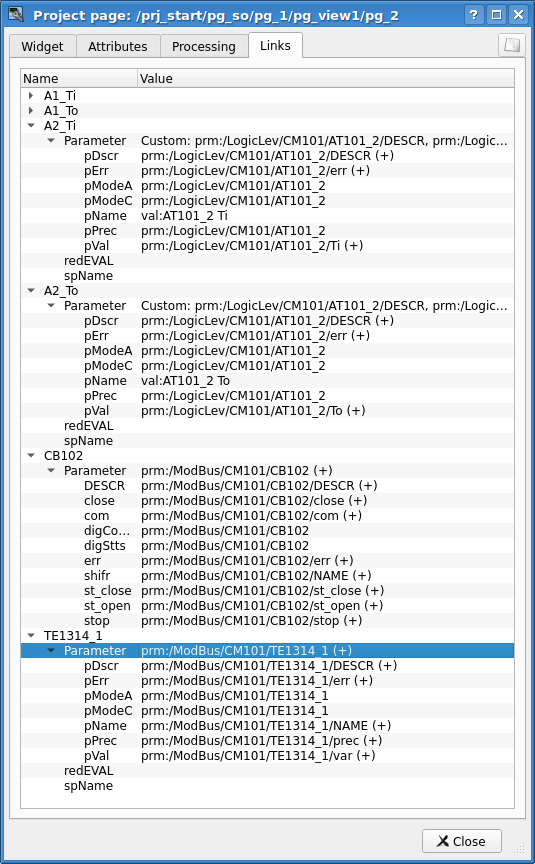 Project page: /prj_start/pg_so/pg_1/pg_view1/pg_2
Widget Attributes Processing Links
Name Value
A1_Ti
A1_To
A2_Ti
Parameter Custom: prm:/LogicLev/CM101/AT101_2/DESCR, prm:/Logic...
pDscr prm:/LogicLev/CM101/AT101_2/DESCR (+)
pErr prm:/LogicLev/CM101/AT101_2/err (+)
pModeA prm:/LogicLev/CM101/AT101_2
pModeC prm:/LogicLev/CM101/AT101_2
pName val:AT101_2 Ti
pPrec prm:/LogicLev/CM101/AT101_2
pVal prm:/LogicLev/CM101/AT101_2/Ti (+)
redEVAL
spName
A2_To
Parameter Custom: prm:/LogicLev/CM101/AT101_2/DESCR, prm:/Logic...
pDscr prm:/LogicLev/CM101/AT101_2/DESCR (+)
pErr prm:/LogicLev/CM101/AT101_2/err (+)
pModeA prm:/LogicLev/CM101/AT101_2
pModeC prm:/LogicLev/CM101/AT101_2
pName val:AT101_2 To
pPrec prm:/LogicLev/CM101/AT101_2
pVal prm:/LogicLev/CM101/AT101_2/To (+)
redEVAL
spName
CB102
Parameter prm:/ModBus/CM101/CB102 (+)
DESCR prm:/ModBus/CM101/CB102/DESCR (+)
close prm:/ModBus/CM101/CB102/close (+)
com prm:/ModBus/CM101/CB102/com (+)
digCo... prm:/ModBus/CM101/CB102
digStts prm:/ModBus/CM101/CB102
err prm:/ModBus/CM101/CB102/err (+)
shifr prm:/ModBus/CM101/CB102/NAME (+)
st_close prm:/ModBus/CM101/CB102/st_close (+)
st_open prm:/ModBus/CM101/CB102/st_open (+)
stop prm:/ModBus/CM101/CB102/stop (+)
TE1314_1
Parameter prm:/ModBus/CM101/TE1314_1 (+)
pDscr prm:/ModBus/CM101/TE1314_1/DESCR (+)
pErr prm:/ModBus/CM101/TE1314_1/err (+)
pModeA prm:/ModBus/CM101/TE1314_1
pModeC prm:/ModBus/CM101/TE1314_1
pName prm:/ModBus/CM101/TE1314_1/NAME (+)
pPrec prm:/ModBus/CM101/TE1314_1/prec (+)
pVal prm:/ModBus/CM101/TE1314_1/var (+)
redEVAL
spName
Close